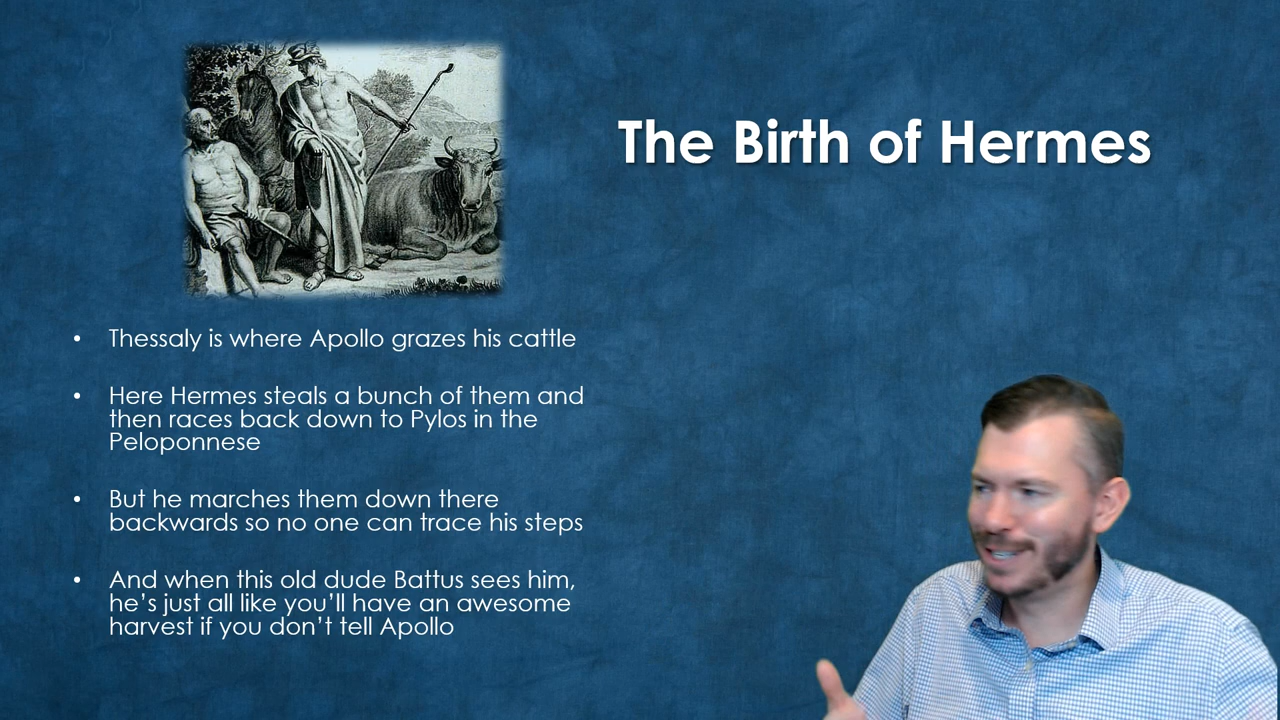 The Birth of Hermes
• Thessaly is where Apollo grazes his cattle
• Here Hermes steals a bunch of them and
then races back down to Pylos in the
Peloponnese
• But he marches them down there
backwards so no one can trace his steps
• And when this old dude Battus sees him,
he’s just all like you’ll have an awesome
harvest if you don’t tell Apollo